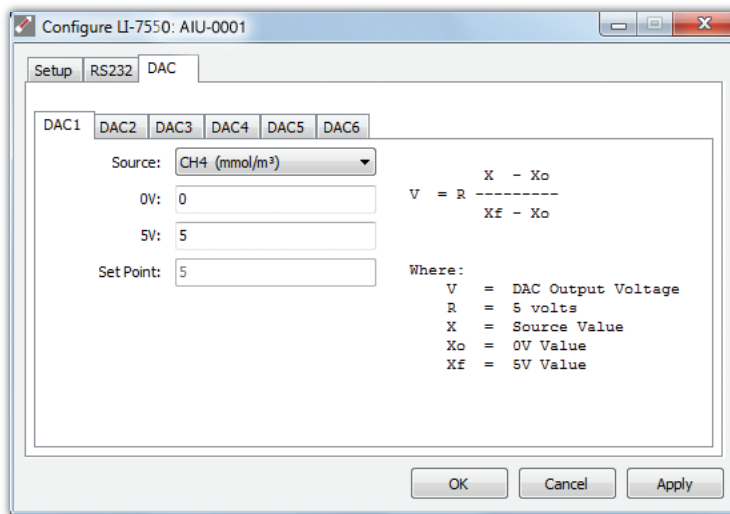 Configure LI-7550: AIU-0001
Setup RS232 DAC
DAC1 DAC2 DAC3 DAC4 DAC5 DAC6
Source: CH4 (mmol/m³)
0V: 0
5V: 5
Set Point: 5
X - Xo
V = R ---------
Xf - Xo
Where:
V = DAC Output Voltage
R = 5 volts
X = Source Value
Xo = 0V Value
Xf = 5V Value
OK Cancel Apply